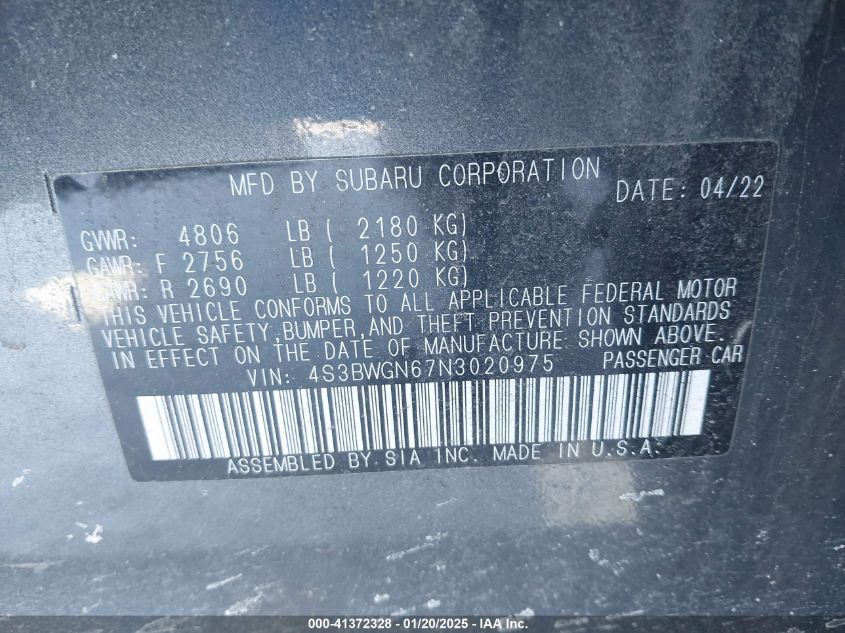 MFD BY SUBARU CORPORATION DATE: 04/22
GVWR: 4806 LB ( 2180 KG)
GAWR: F 2756 LB ( 1250 KG)
GAWR: R 2690 LB ( 1220 KG)
THIS VEHICLE CONFORMS TO ALL APPLICABLE FEDERAL MOTOR
VEHICLE SAFETY,BUMPER,AND THEFT PREVENTION STANDARDS
IN EFFECT ON THE DATE OF MANUFACTURE SHOWN ABOVE.
VIN: 4S3BWGN67N3020975 PASSENGER CAR
ASSEMBLED BY SIA INC. MADE IN U.S.A.
000-41372328 - 01/20/2025 - IAA Inc.